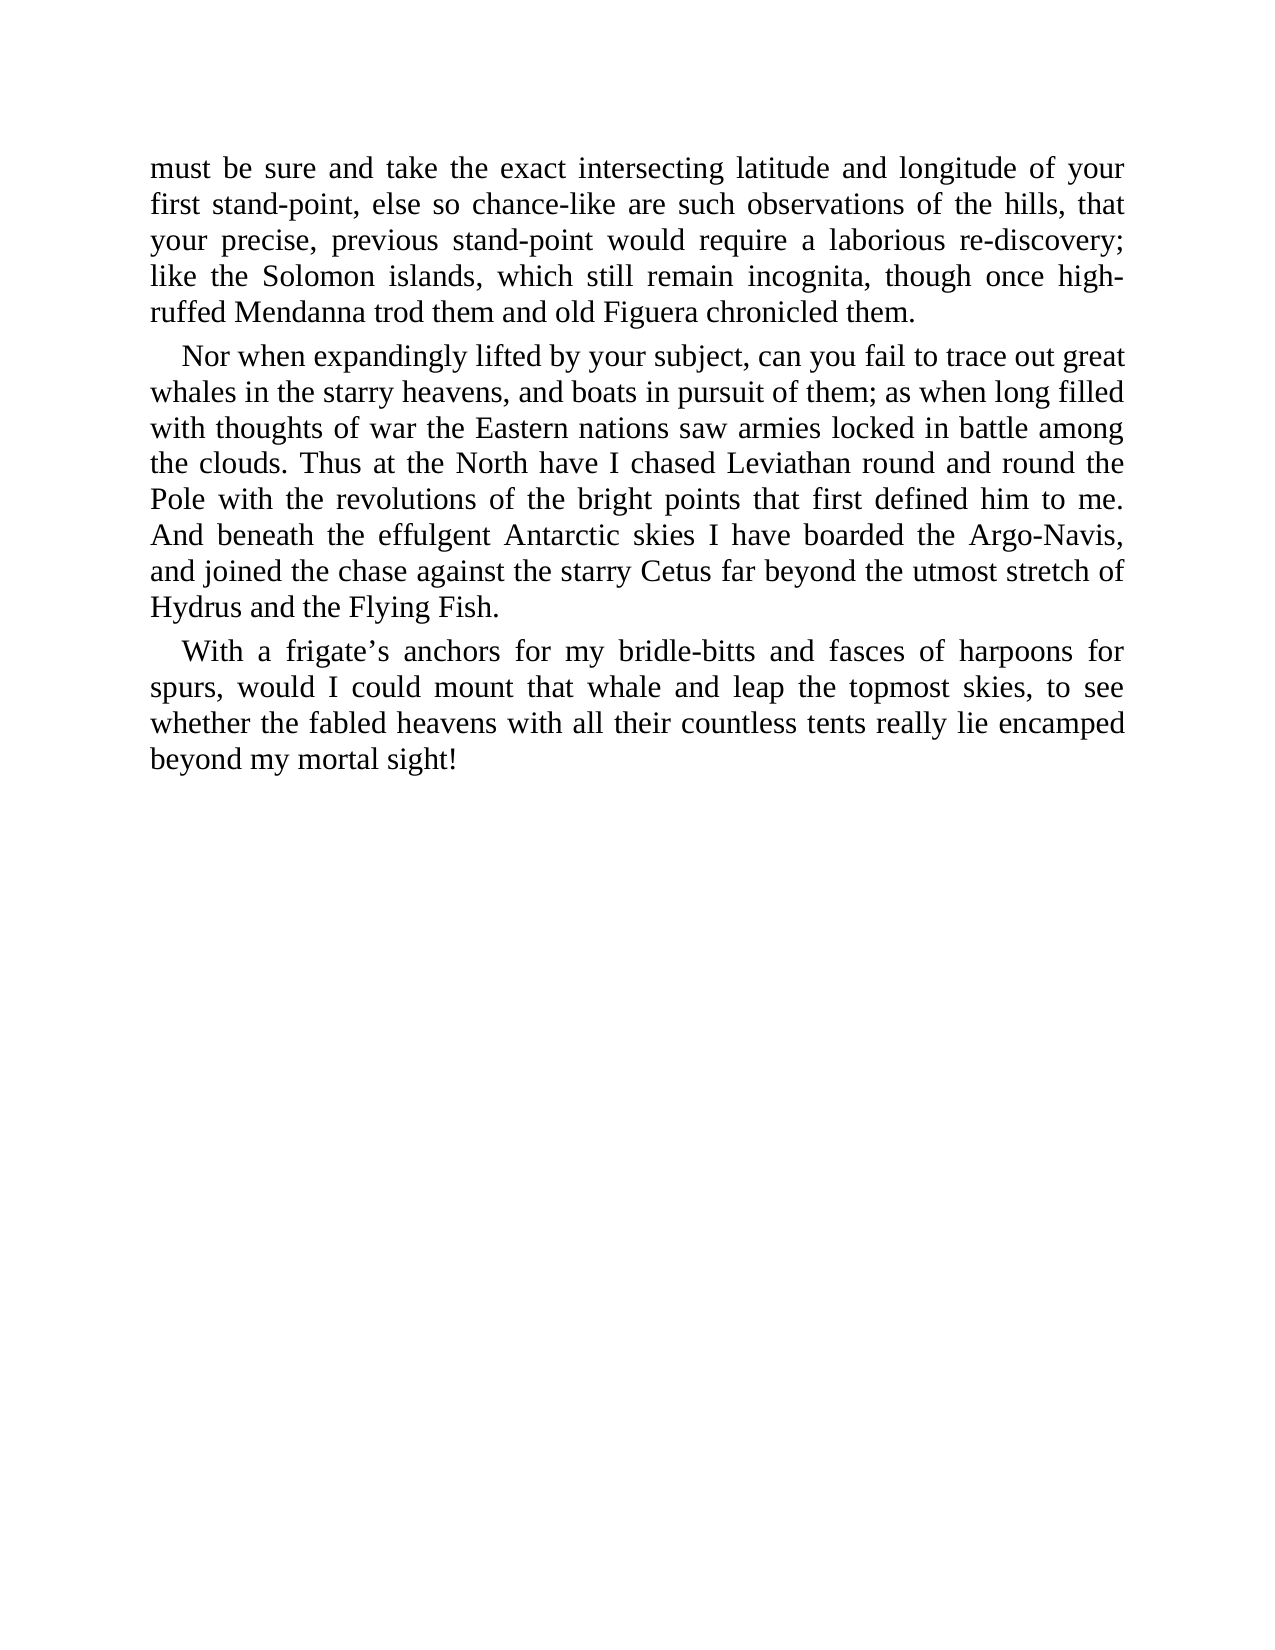 must be sure and take the exact intersecting latitude and longitude of your
first stand-point, else so chance-like are such observations of the hills, that
your precise, previous stand-point would require a laborious re-discovery;
like the Solomon islands, which still remain incognita, though once high-
ruffed Mendanna trod them and old Figuera chronicled them.
Nor when expandingly lifted by your subject, can you fail to trace out great
whales in the starry heavens, and boats in pursuit of them; as when long filled
with thoughts of war the Eastern nations saw armies locked in battle among
the clouds. Thus at the North have I chased Leviathan round and round the
Pole with the revolutions of the bright points that first defined him to me.
And beneath the effulgent Antarctic skies I have boarded the Argo-Navis,
and joined the chase against the starry Cetus far beyond the utmost stretch of
Hydrus and the Flying Fish.
With a frigate’s anchors for my bridle-bitts and fasces of harpoons for
spurs, would I could mount that whale and leap the topmost skies, to see
whether the fabled heavens with all their countless tents really lie encamped
beyond my mortal sight!